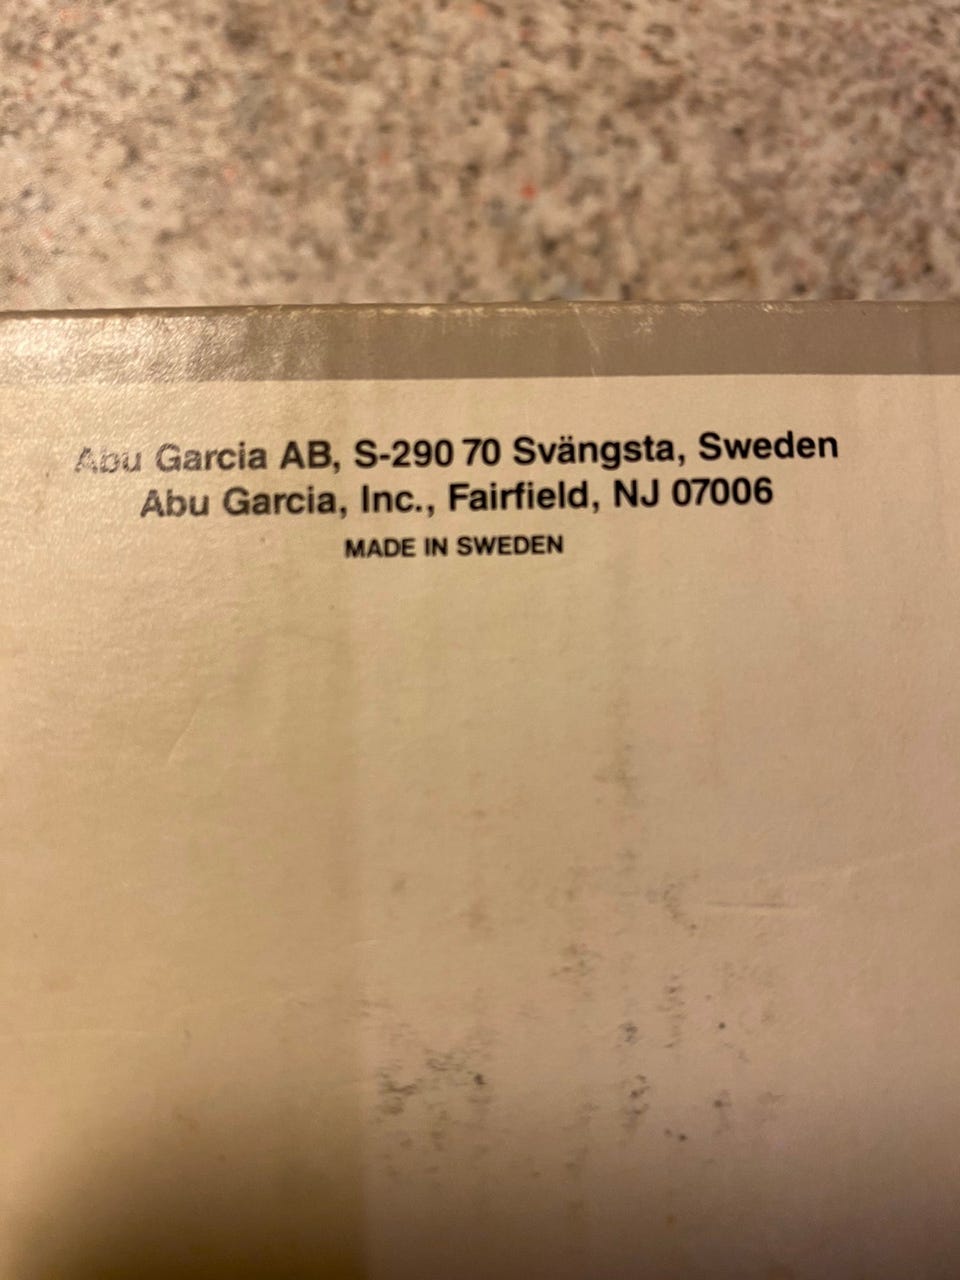 Abu Garcia AB, S-290 70 Svängsta, Sweden
Abu Garcia, Inc., Fairfield, NJ 07006
MADE IN SWEDEN